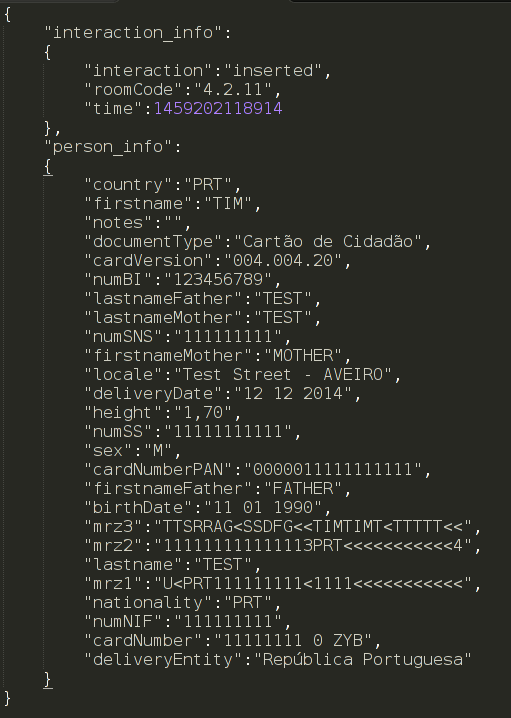 {
"interaction_info":
{
"interaction":"inserted",
"roomCode":"4.2.11",
"time":1459202118914
},
"person_info":
{
"country":"PRT",
"firstname":"TIM",
"notes":"",
"documentType":"Cartão de Cidadão",
"cardVersion":"004.004.20",
"numBI":"123456789",
"lastnameFather":"TEST",
"lastnameMother":"TEST",
"numSNS":"111111111",
"firstnameMother":"MOTHER",
"locale":"Test Street - AVEIRO",
"deliveryDate":"12 12 2014",
"height":"1,70",
"numSS":"11111111111",
"sex":"M",
"cardNumberPAN":"0000011111111111",
"firstnameFather":"FATHER",
"birthDate":"11 01 1990",
"mrz3":"TTSRRAG<SSDFG<<TIMTIMT<TTTTT<<",
"mrz2":"111111111111113PRT<<<<<<<<<<<4",
"lastname":"TEST",
"mrz1":"U<PRT111111111<1111<<<<<<<<<<<",
"nationality":"PRT",
"numNIF":"111111111",
"cardNumber":"11111111 0 ZYB",
"deliveryEntity":"República Portuguesa"
}
}